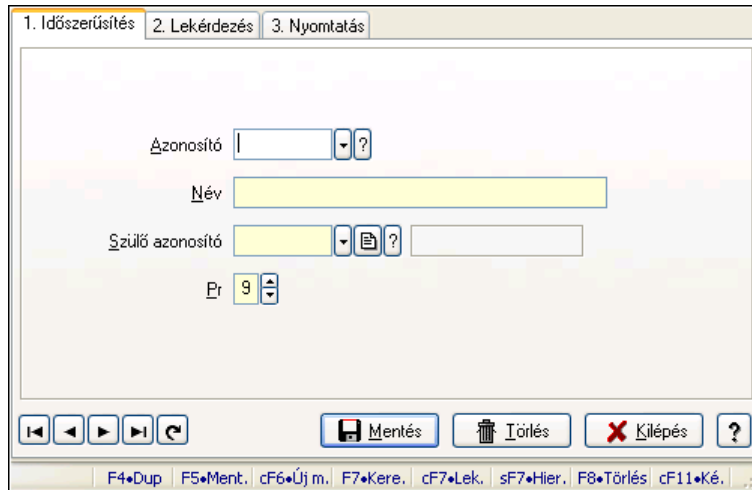 1. Időszerűsítés 2. Lekérdezés 3. Nyomtatás
Azonosító ?
Név
Szülő azonosító ?
Pr 9
Mentés Törlés Kilépés ?
F4•Dup F5•Ment. cF6•Új m. F7•Kere. cF7•Lek. sF7•Hier. F8•Törlés cF11•Ké.